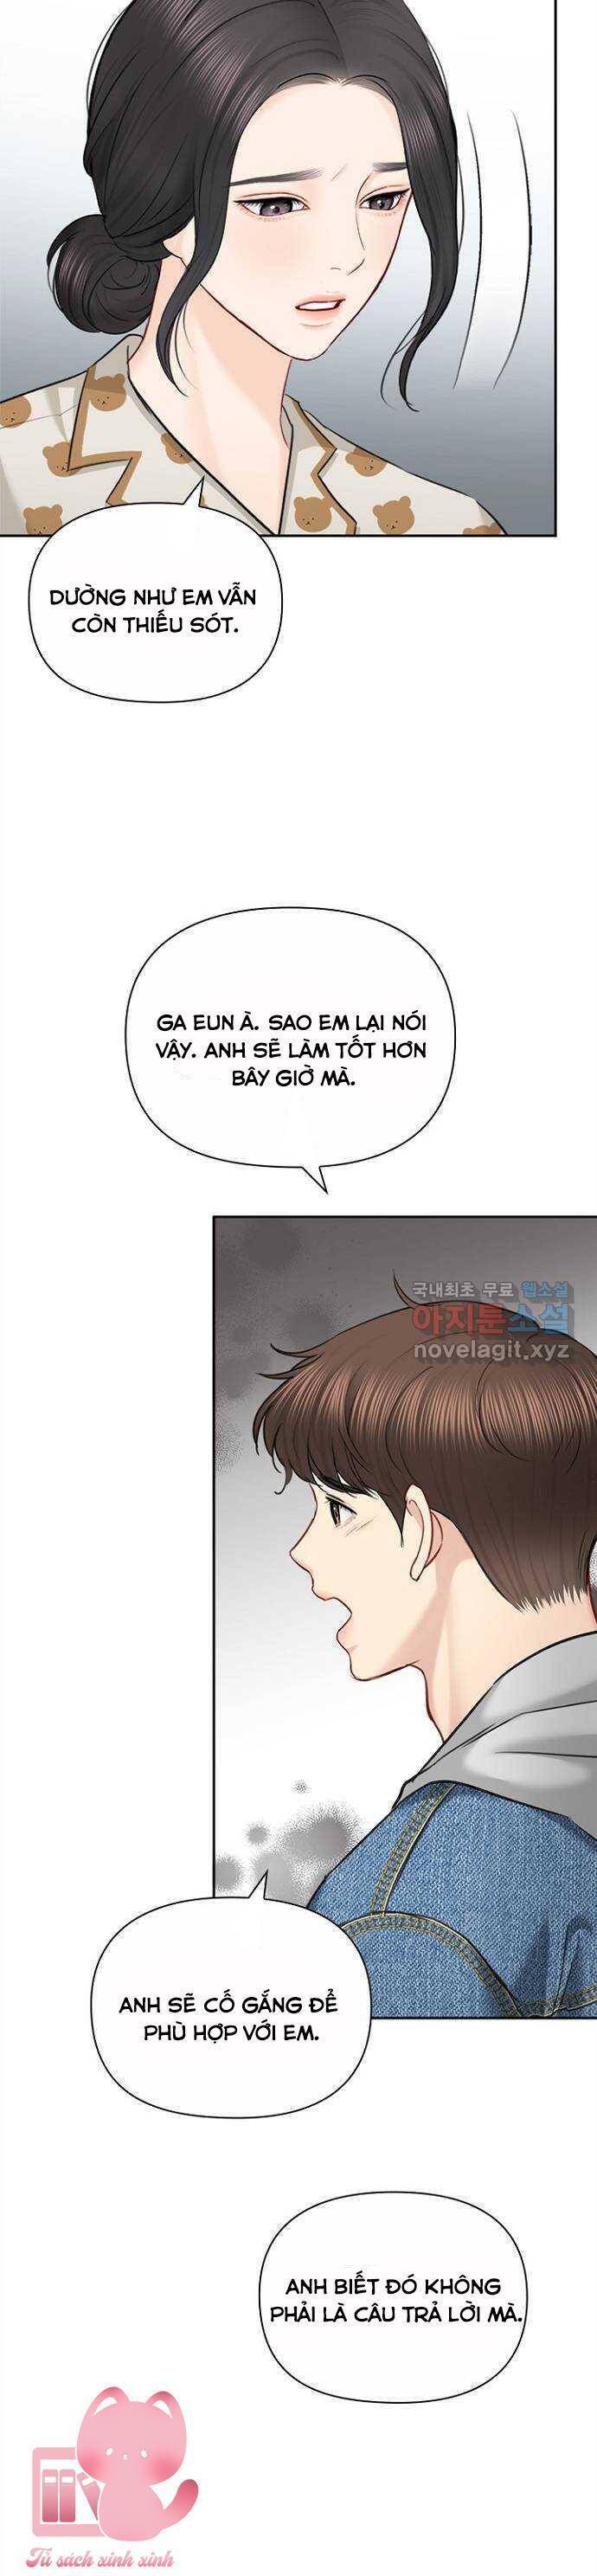 DƯỜNG NHƯ EM VẪN
CÒN THIẾU SÓT.
GA EUN À. SAO EM LẠI NÓI
VẬY. ANH SẼ LÀM TỐT HƠN
BÂY GIỜ MÀ.
국내최초 무료 웹소설
아지툰소설
novelagit.xyz
ANH SẼ CỐ GẮNG ĐỂ
PHÙ HỢP VỚI EM.
ANH BIẾT ĐÓ KHÔNG
PHẢI LÀ CÂU TRẢ LỜI MÀ.
Tủ sách xinh xinh